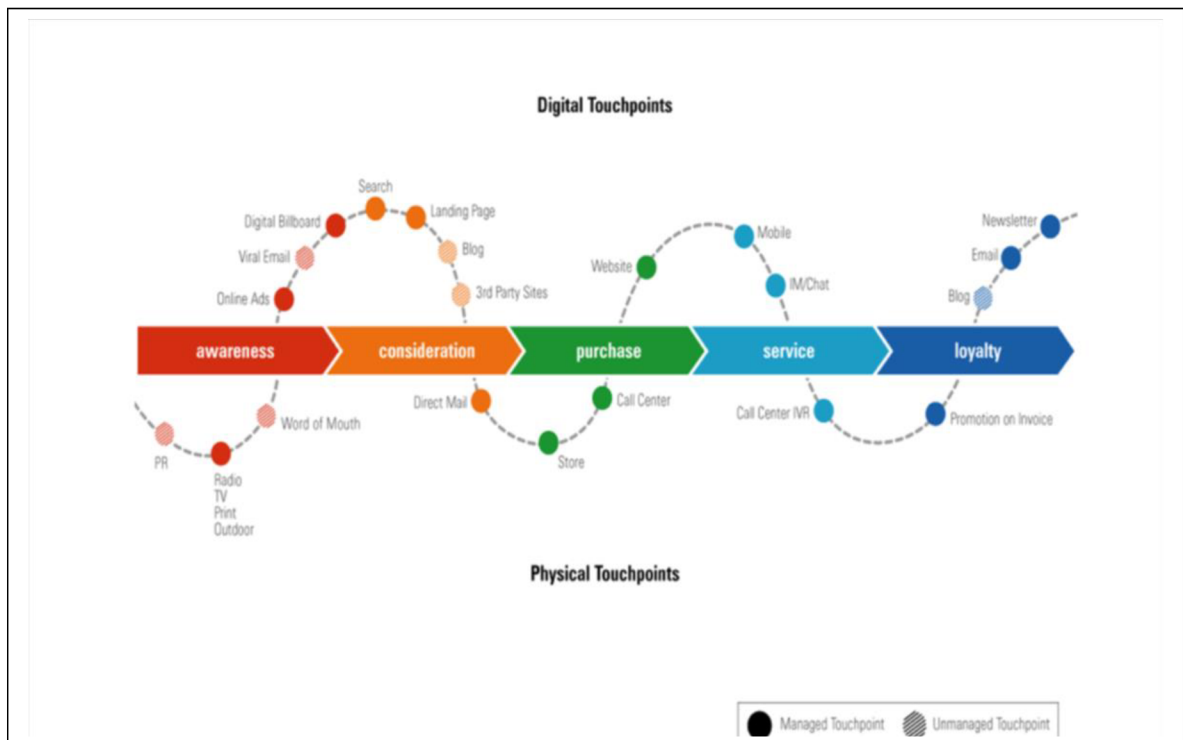 Digital Touchpoints
Search
Digital Billboard
Landing Page
Viral Email
Blog
Online Ads
3rd Party Sites
Website
Mobile
IM/Chat
Newsletter
Email
Blog
awareness
consideration
purchase
service
loyalty
PR
Radio
TV
Print
Outdoor
Word of Mouth
Direct Mail
Store
Call Center
Call Center IVR
Promotion on Invoice
Physical Touchpoints
Managed Touchpoint
Unmanaged Touchpoint